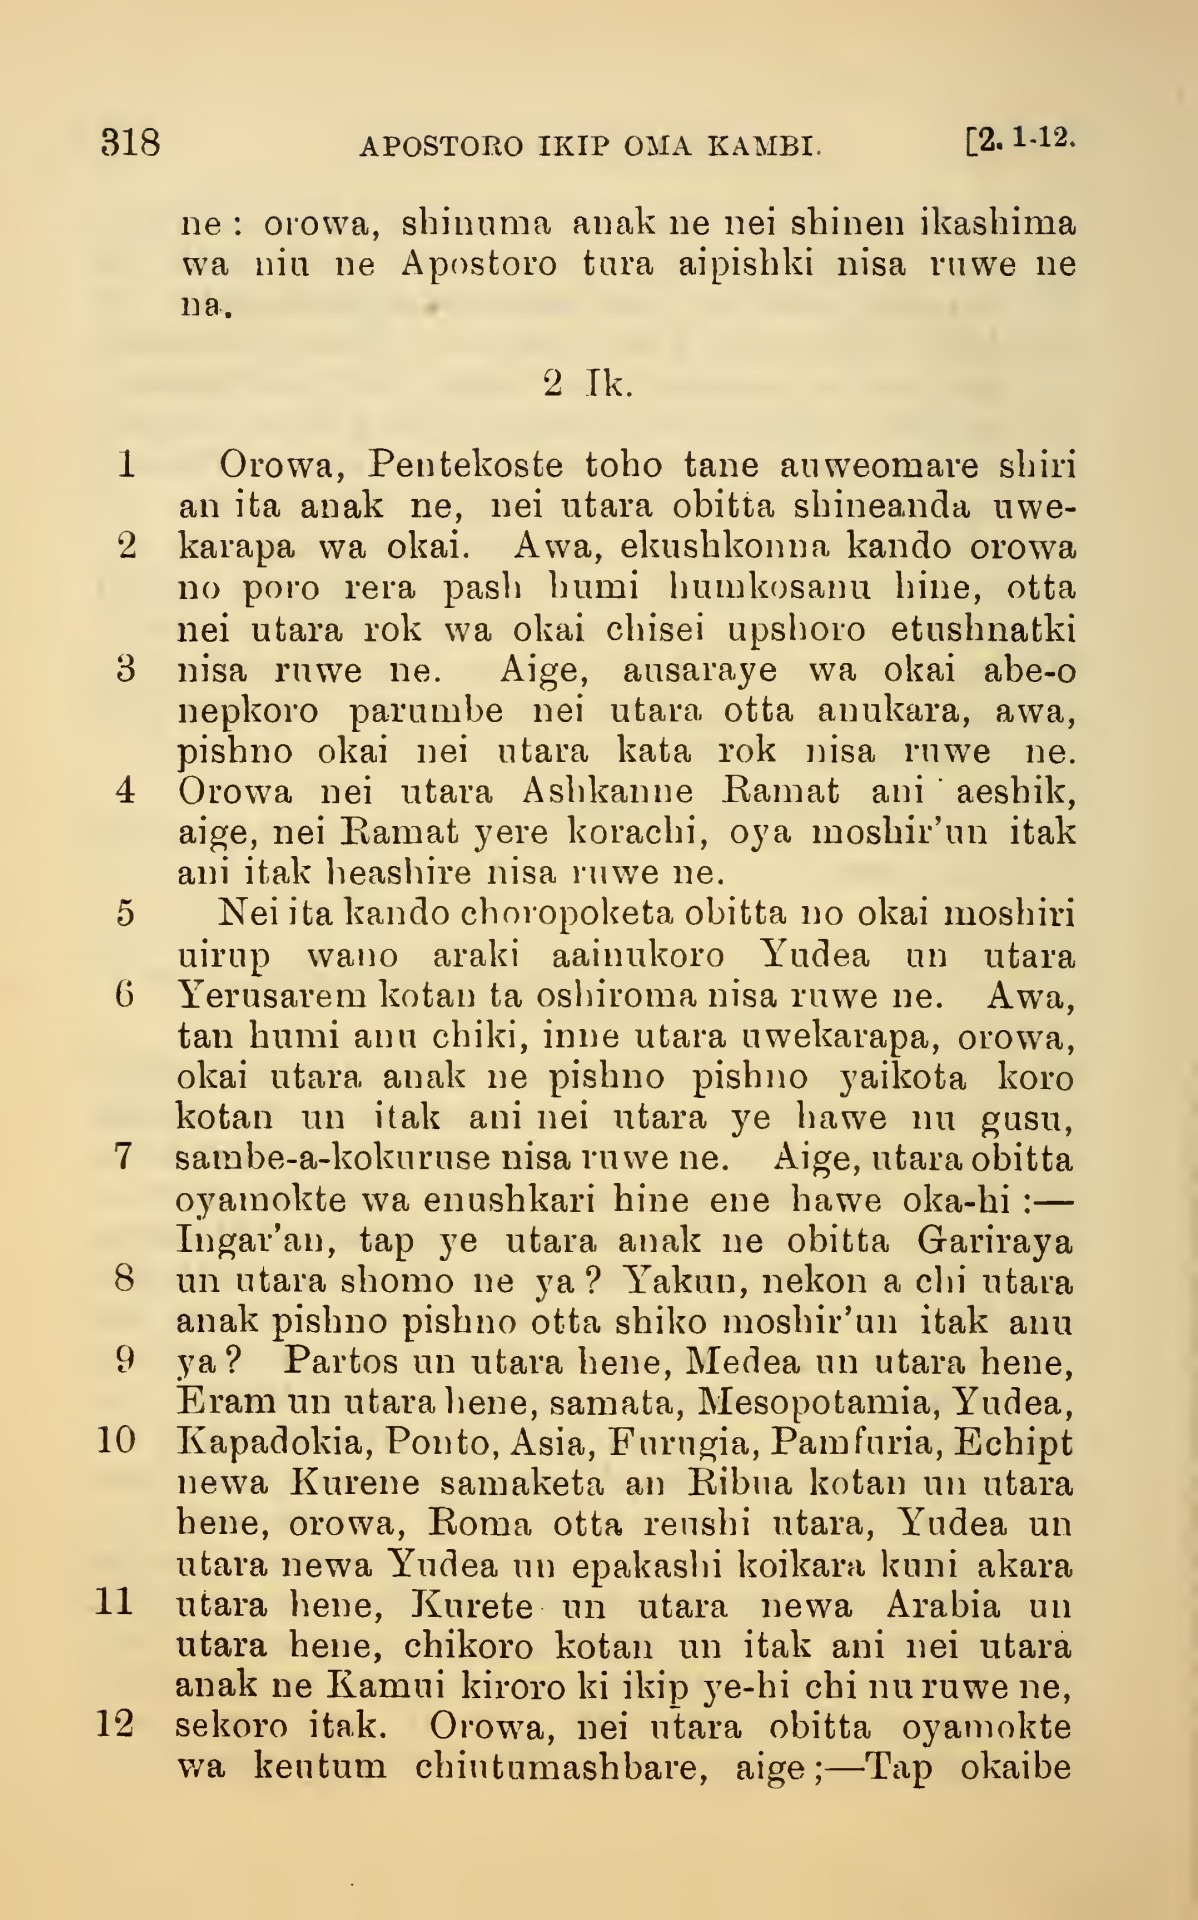 318 APOSTORO IKIP OMA KAMBI. [2. 1-12.
ne : orowa, shinuma anak ne nei shinen ikashima
wa niu ne Apostoro tura aipishki nisa ruwe ne
na.
2 Ik.
1 Orowa, Pentekoste toho tane auweomare shiri
an ita anak ne, nei utara obitta shineanda uwe-
2 karapa wa okai. Awa, ekushkonna kando orowa
no poro rera pash humi humkosanu hine, otta
nei utara rok wa okai chisei upshoro etushnatki
3 nisa ruwe ne. Aige, ausaraye wa okai abe-o
nepkoro parumbe nei utara otta anukara, awa,
pishno okai nei utara kata rok nisa ruwe ne.
4 Orowa nei utara Ashkanne Ramat ani aeshik,
aige, nei Ramat yere korachi, oya moshir'un itak
ani itak heashire nisa ruwe ne.
5 Nei ita kando choropoketa obitta no okai moshiri
uirup wano araki aainukoro Yudea un utara
6 Yerusarem kotan ta oshiroma nisa ruwe ne. Awa,
tan humi anu chiki, inne utara uwekarapa, orowa,
okai utara anak ne pishno pishno yaikota koro
kotan un itak ani nei utara ye hawe nu gusu,
7 sambe-a-kokuruse nisa ruwe ne. Aige, utara obitta
oyamokte wa enushkari hine ene hawe oka-hi :—
Ingar'an, tap ye utara anak ne obitta Gariraya
8 un utara shomo ne ya ? Yakun, nekon a chi utara
anak pishno pishno otta shiko moshir'un itak anu
9 ya ? Partos un utara hene, Medea un utara hene,
Eram un utara hene, samata, Mesopotamia, Yudea,
10 Kapadokia, Ponto, Asia, Furugia, Pamfuria, Echipt
newa Kurene samaketa an Ribua kotan un utara
hene, orowa, Roma otta reushi utara, Yudea un
utara newa Yudea un epakashi koikara kuni akara
11 utara hene, Kurete un utara newa Arabia un
utara hene, chikoro kotan un itak ani nei utara
anak ne Kamui kiroro ki ikip ye-hi chi nu ruwe ne,
12 sekoro itak. Orowa, nei utara obitta oyamokte
wa keutum chiutumashbare, aige ;—Tap okaibe